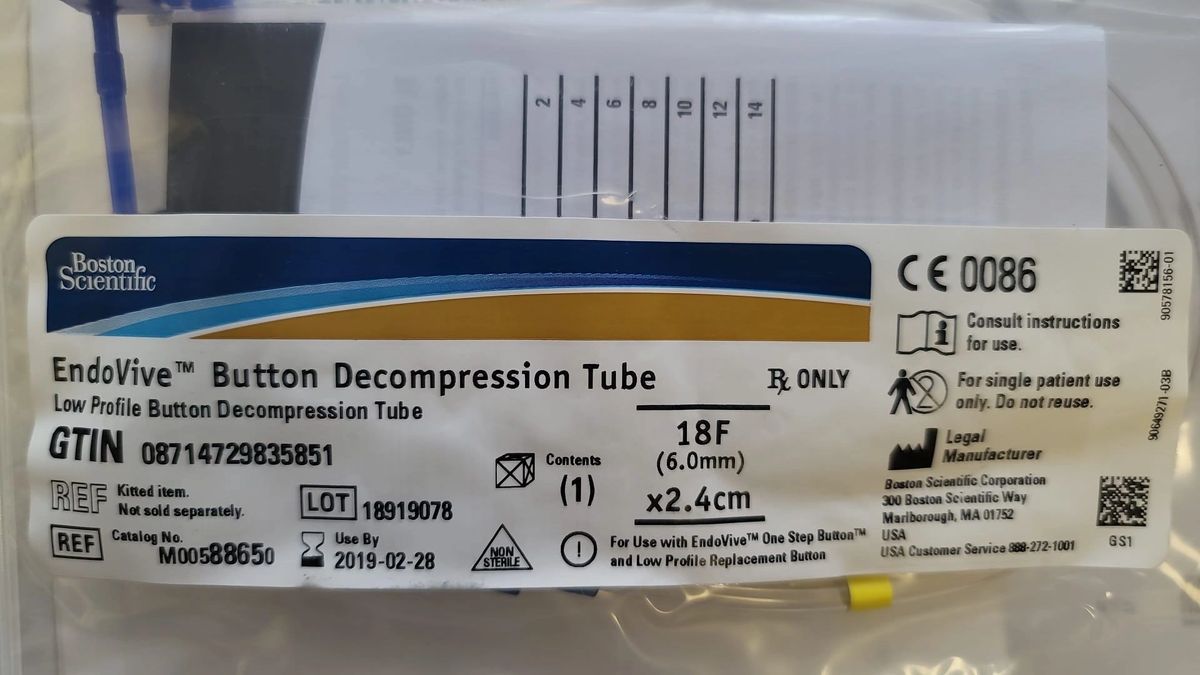 2
4
6
8
10
12
14
Boston
Scientific
EndoVive™ Button Decompression Tube
Rx ONLY
Low Profile Button Decompression Tube
GTIN 08714729835851
REF Kitted item.
Not sold separately.
REF Catalog No.
M00588650
LOT 18919078
Use By
2019-02-28
Contents
(1)
NON
STERILE
18F
(6.0mm)
x2.4cm
For Use with EndoVive™ One Step Button™
and Low Profile Replacement Button
CE 0086
Consult instructions
for use.
For single patient use
only. Do not reuse.
Legal
Manufacturer
Boston Scientific Corporation
300 Boston Scientific Way
Marlborough, MA 01752
USA
USA Customer Service 888-272-1001
90578156-01
90649271-03B
GS1